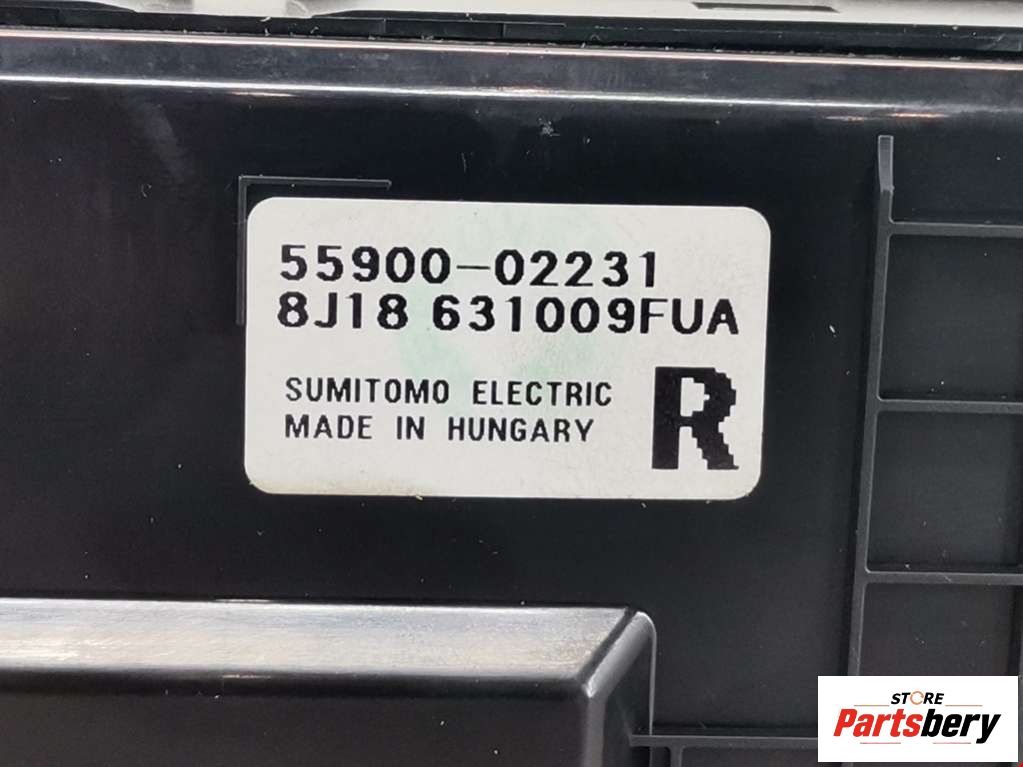 55900-02231
8J18 631009FUA
SUMITOMO ELECTRIC
MADE IN HUNGARY
R
STORE
Partsbery